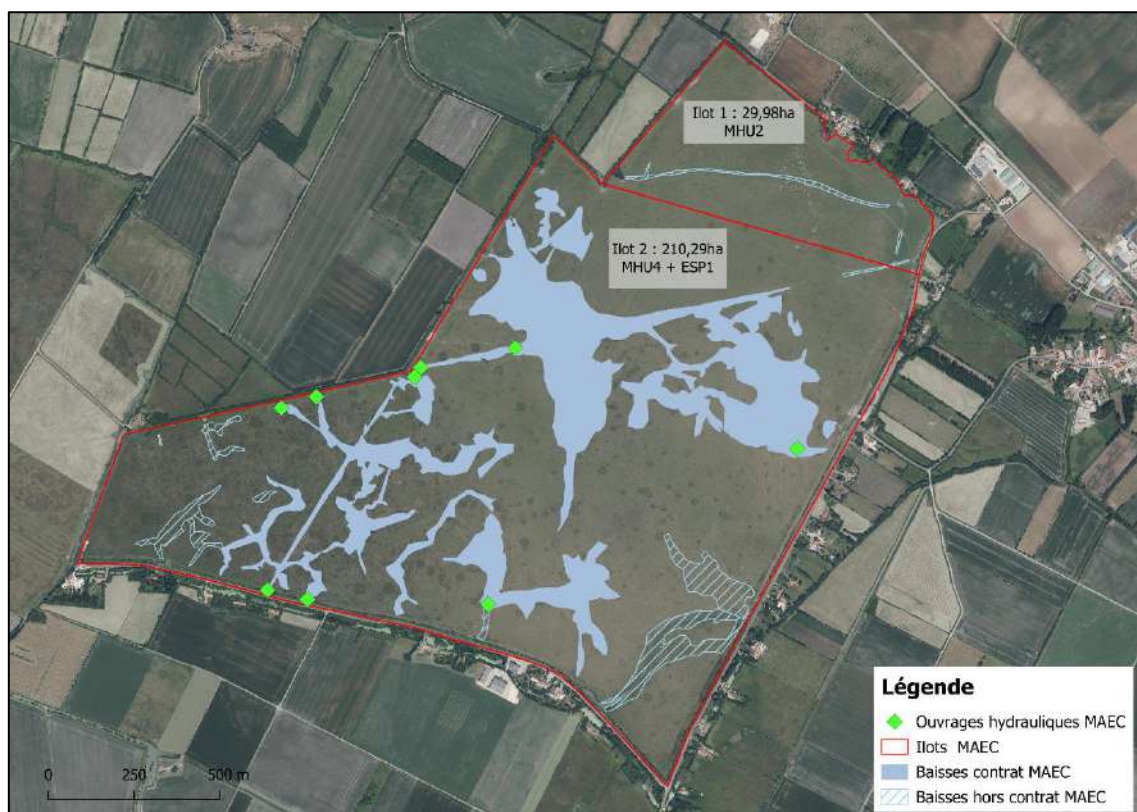 Ilot 1 : 29,98ha
MHU2
Ilot 2 : 210,29ha
MHU4 + ESP1
Légende
Ouvrages hydrauliques MAEC
Ilots MAEC
Baisses contrat MAEC
Baisses hors contrat MAEC
0 250 500 m